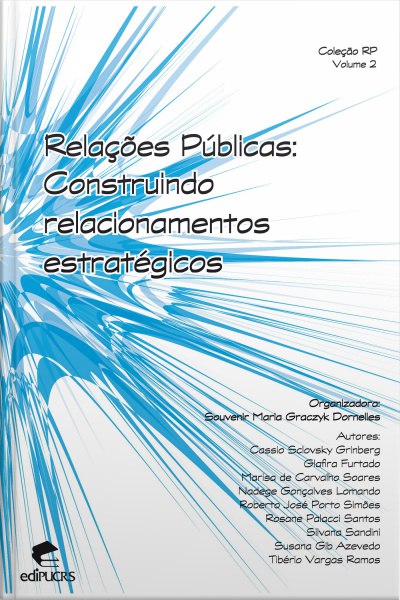 Coleção RP
Volume 2
Relações Públicas:
Construindo
relacionamentos
estratégicos
Organizadora:
Souvenir Maria Graczyk Dornelles
Autores:
Cassio Sclovsky Grinberg
Glafira Furtado
Marisa de Carvalho Soares
Nadege Gonçalves Lomando
Roberto José Porto Simões
Rosane Palacci Santos
Silvana Sandini
Susana Gib Azevedo
Tibério Vargas Ramos
ediPUCRS